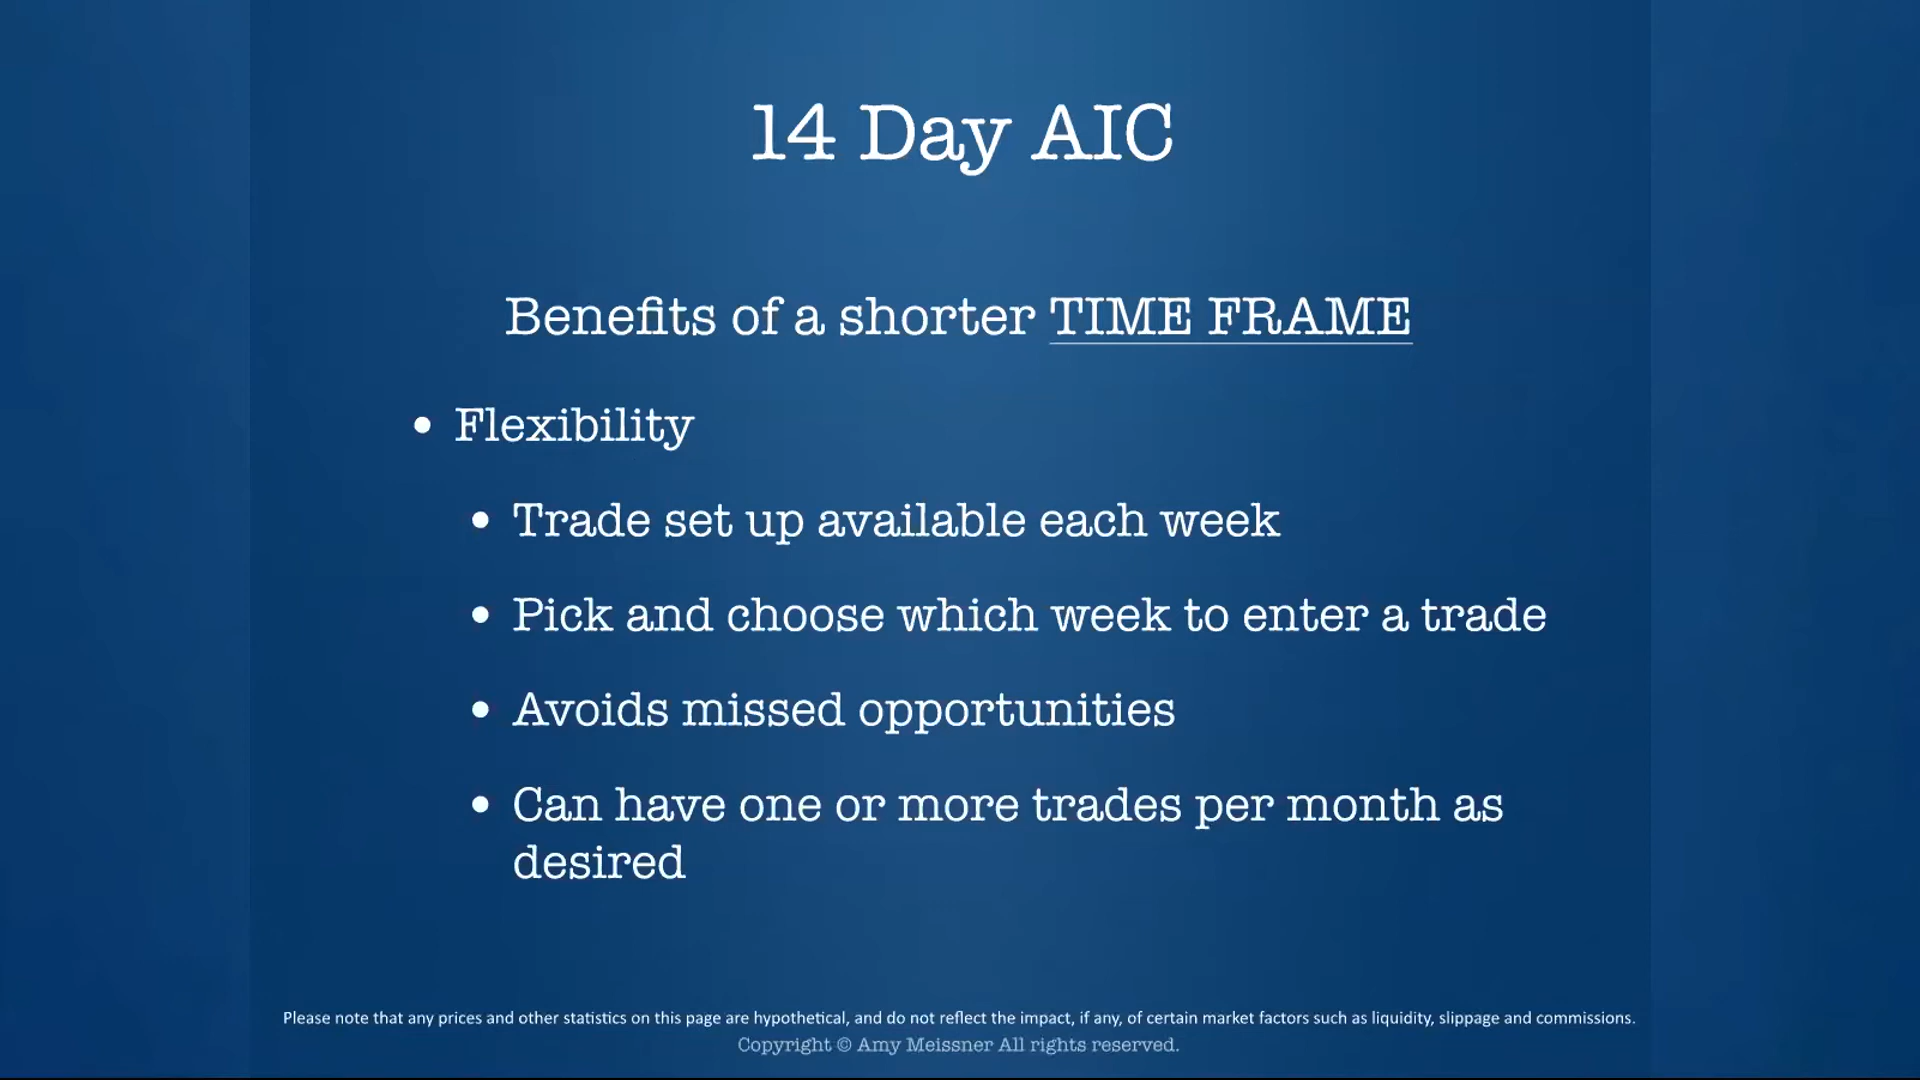 14 Day AIC
Benefits of a shorter TIME FRAME
• Flexibility
• Trade set up available each week
• Pick and choose which week to enter a trade
• Avoids missed opportunities
• Can have one or more trades per month as
desired
Please note that any prices and other statistics on this page are hypothetical, and do not reflect the impact, if any, of certain market factors such as liquidity, slippage and commissions.
Copyright © Amy Meissner All rights reserved.